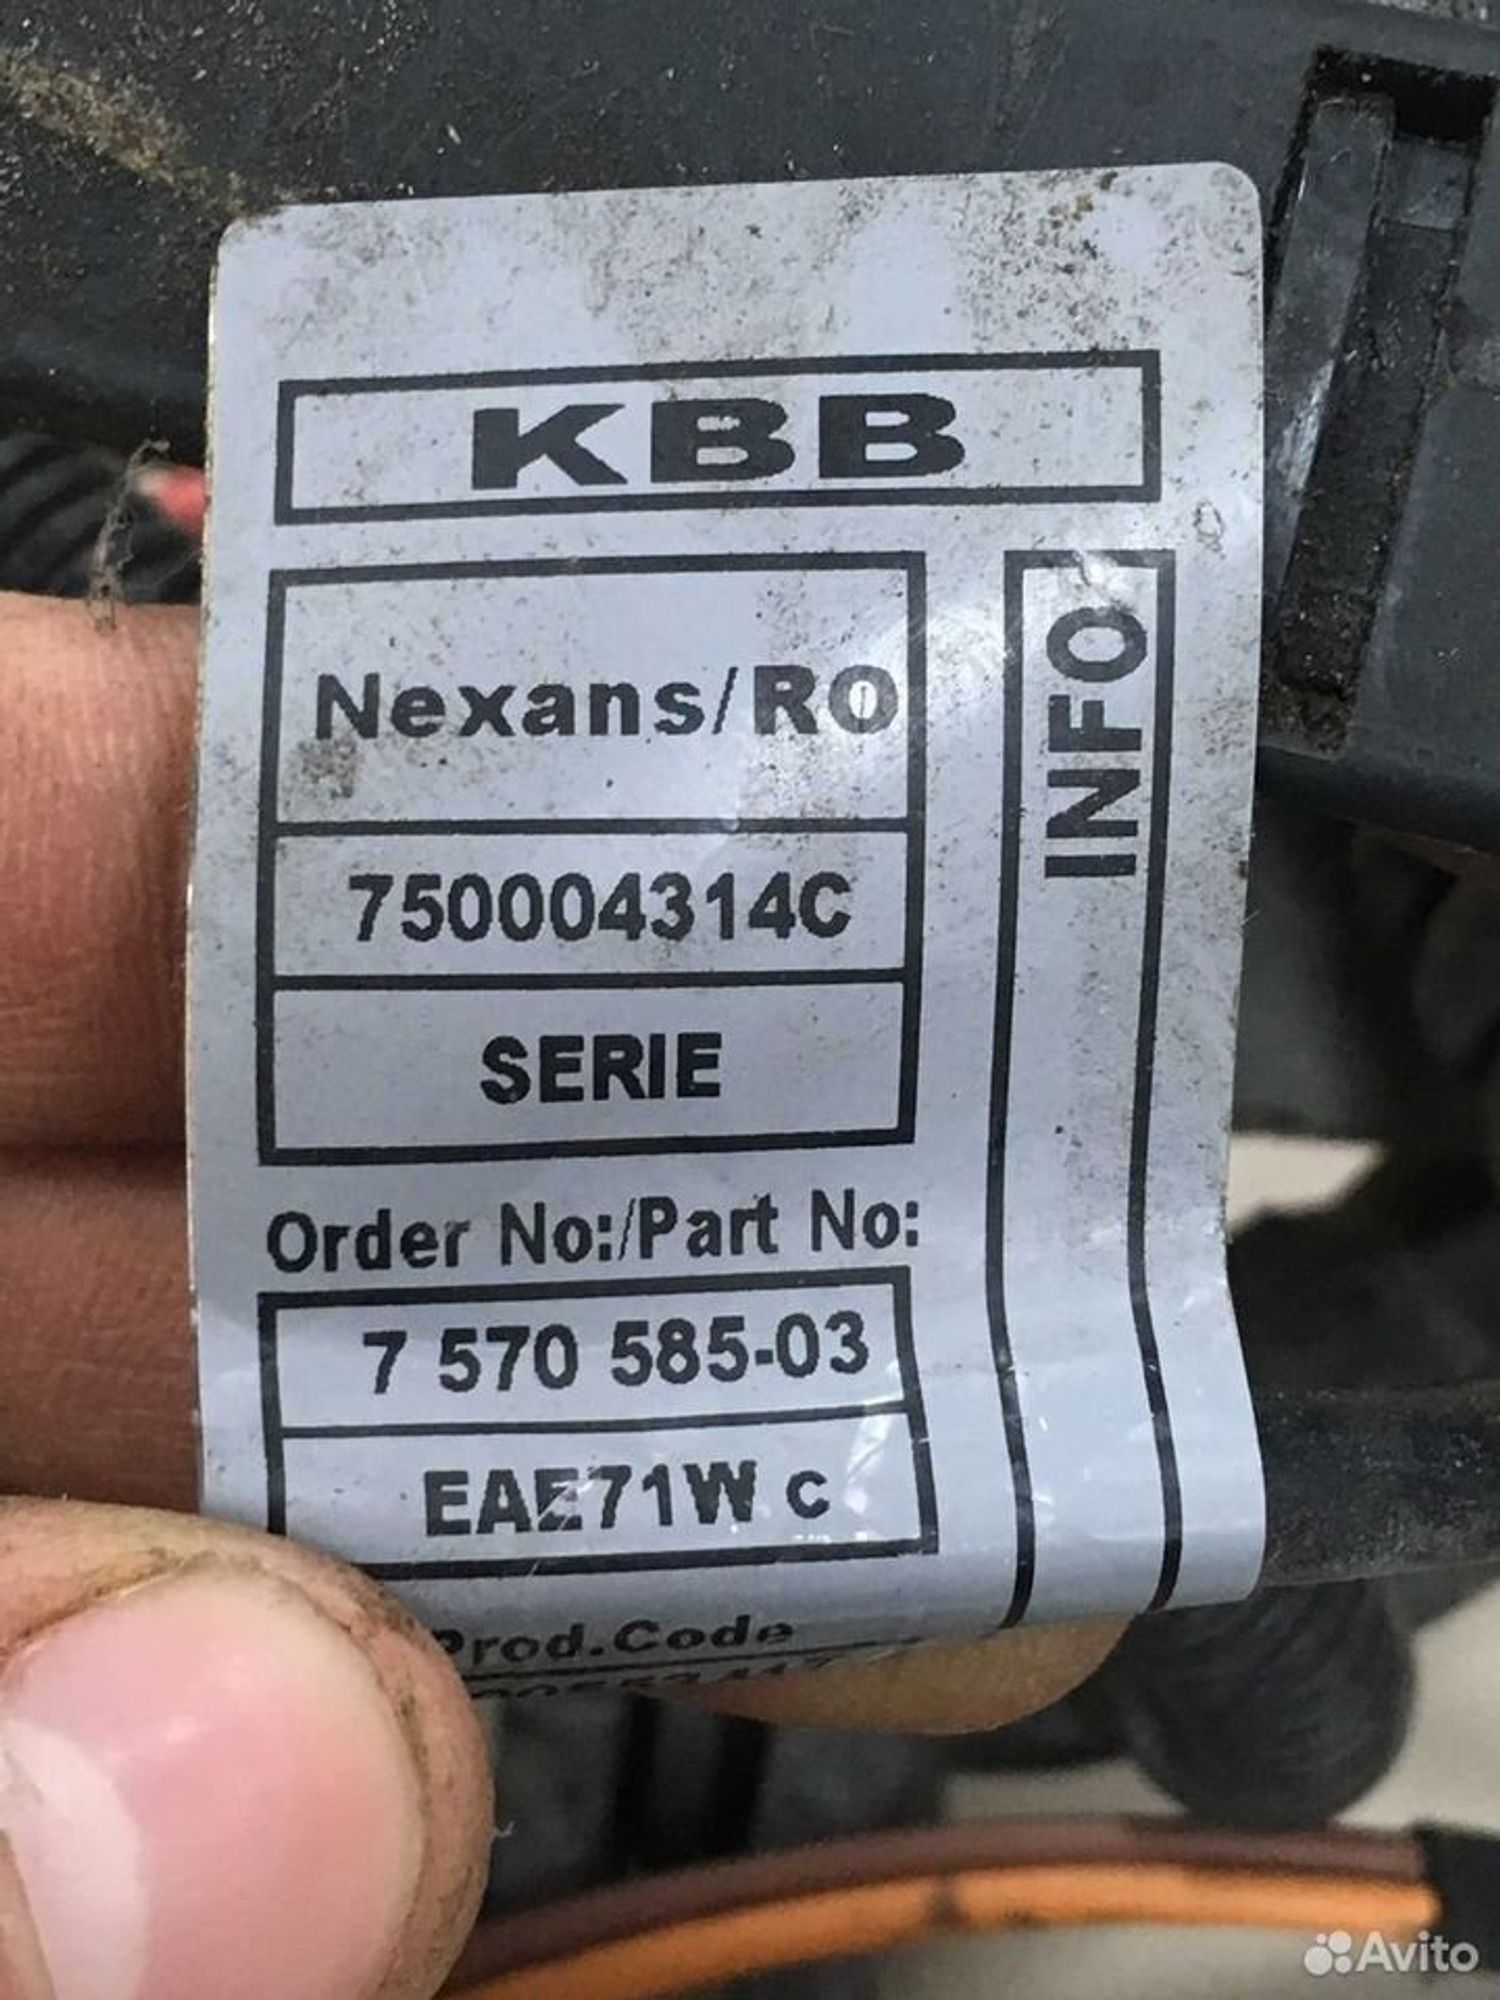 KBB
Nexans/RO
750004314C
SERIE
INFO
Order No:/Part No:
7 570 585-03
EAE71W c
Prod.Code
Avito